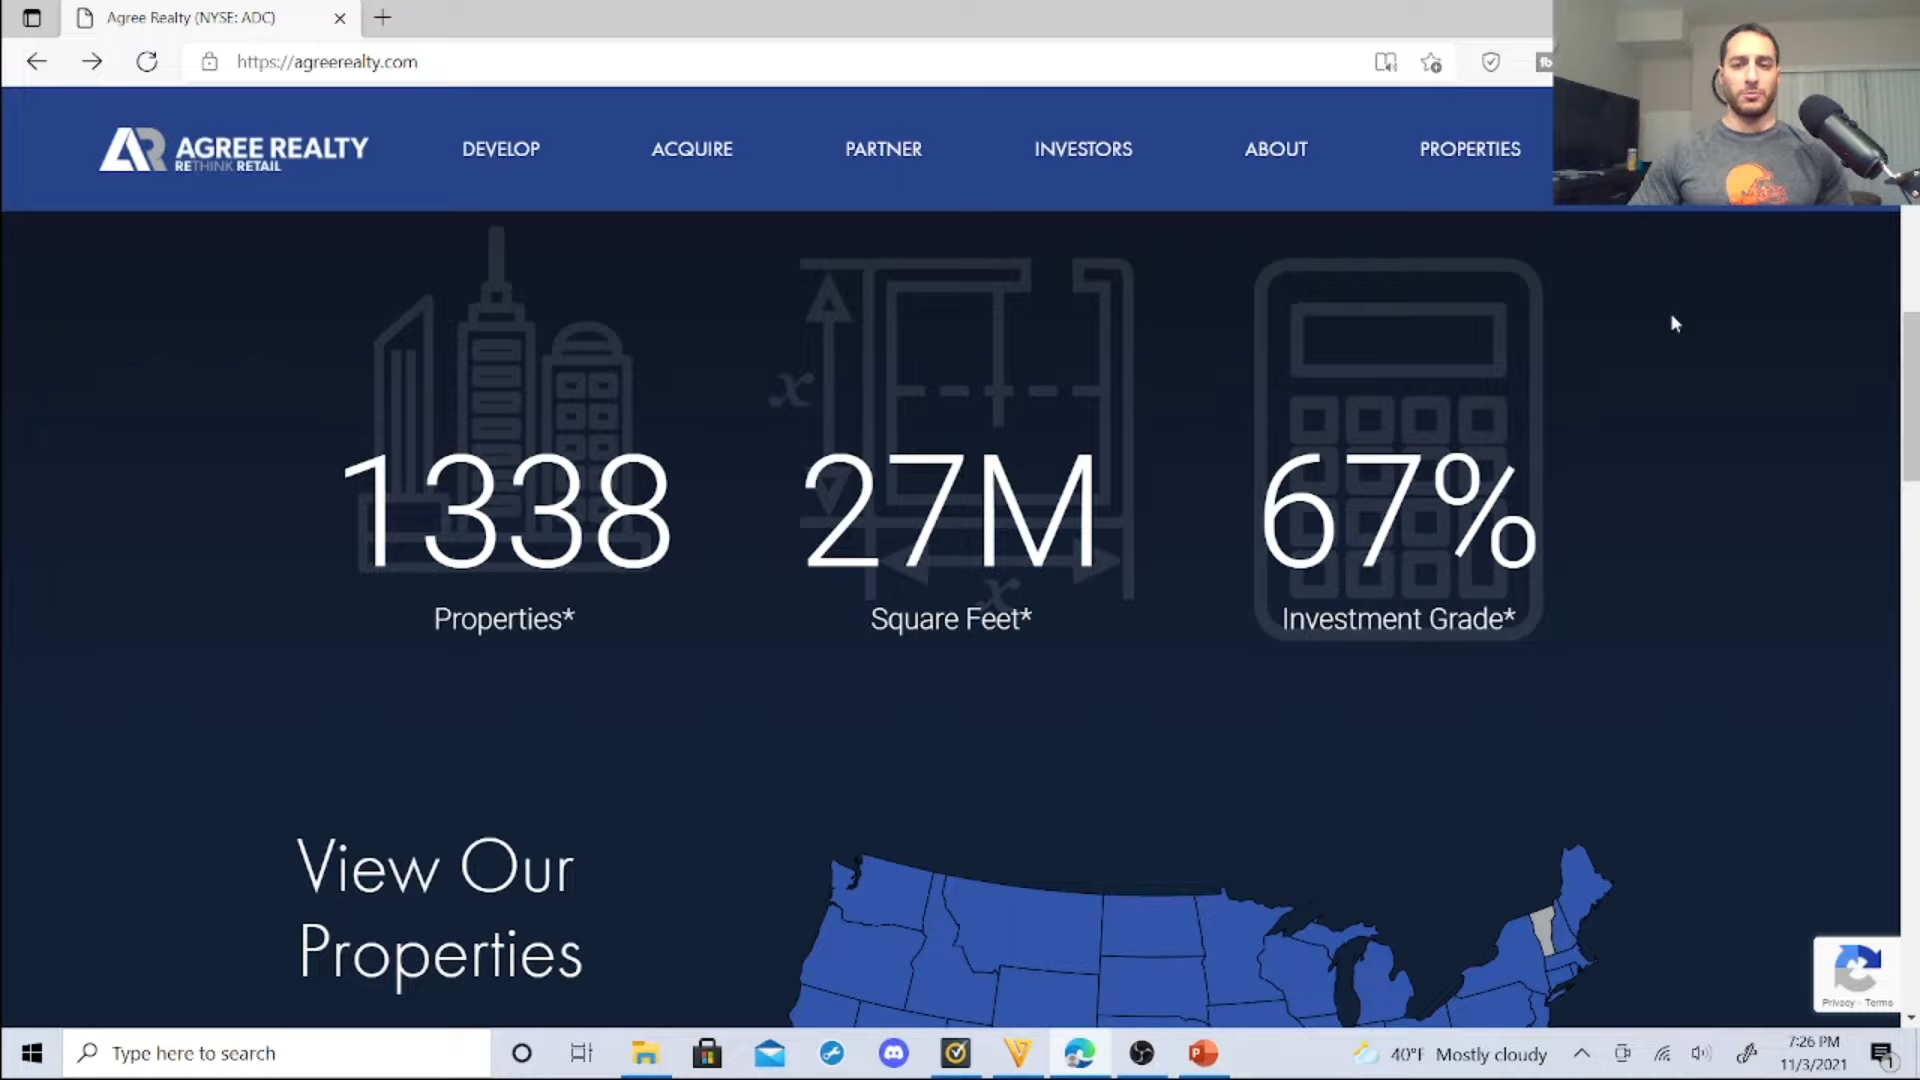 Agree Realty (NYSE: ADC)
https://agreerealty.com
AR AGREE REALTY
RETHINK RETAIL
DEVELOP
ACQUIRE
PARTNER
INVESTORS
ABOUT
PROPERTIES
x
x
1338
27M
67%
Properties*
Square Feet*
Investment Grade*
View Our
Properties
Privacy - Terms
Type here to search
40°F Mostly cloudy
7:26 PM
11/3/2021
1